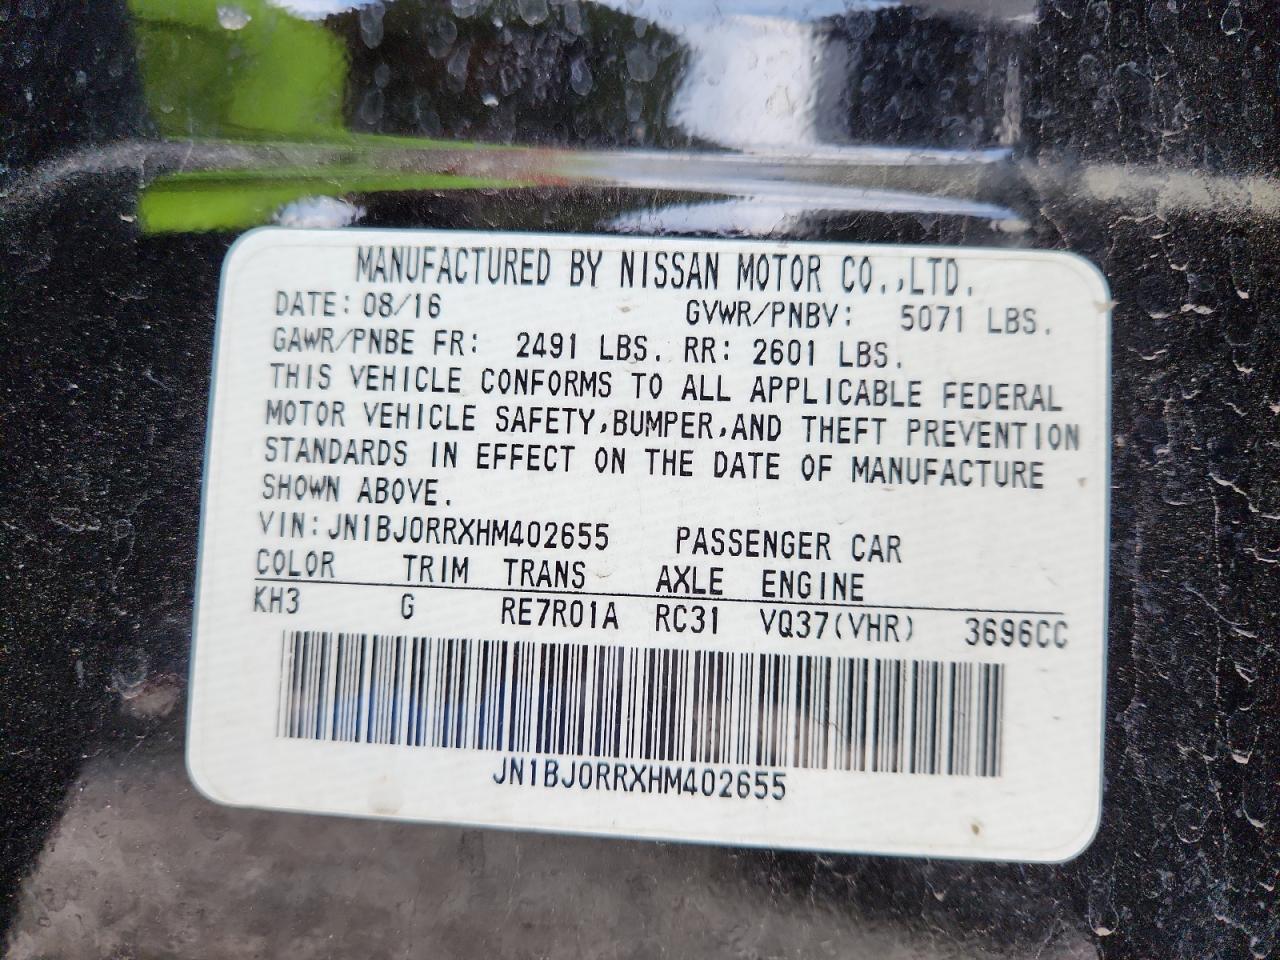 MANUFACTURED BY NISSAN MOTOR CO.,LTD.
DATE: 08/16 GVWR/PNBV: 5071 LBS.
GAWR/PNBE FR: 2491 LBS. RR: 2601 LBS.
THIS VEHICLE CONFORMS TO ALL APPLICABLE FEDERAL
MOTOR VEHICLE SAFETY,BUMPER,AND THEFT PREVENTION
STANDARDS IN EFFECT ON THE DATE OF MANUFACTURE
SHOWN ABOVE.
VIN: JN1BJ0RRXHM402655 PASSENGER CAR
COLOR TRIM TRANS AXLE ENGINE
KH3 G RE7R01A RC31 VQ37(VHR) 3696CC
JN1BJ0RRXHM402655